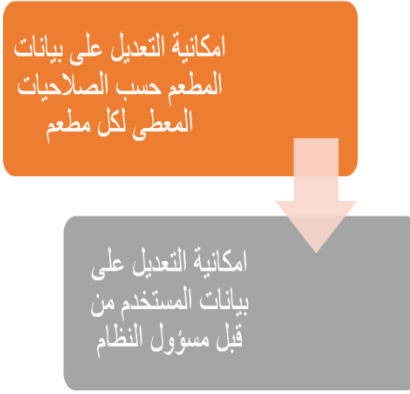 امكانية التعديل على بيانات
المطعم حسب الصلاحيات
المعطى لكل مطعم
امكانية التعديل على
بيانات المستخدم من
قبل مسؤول النظام